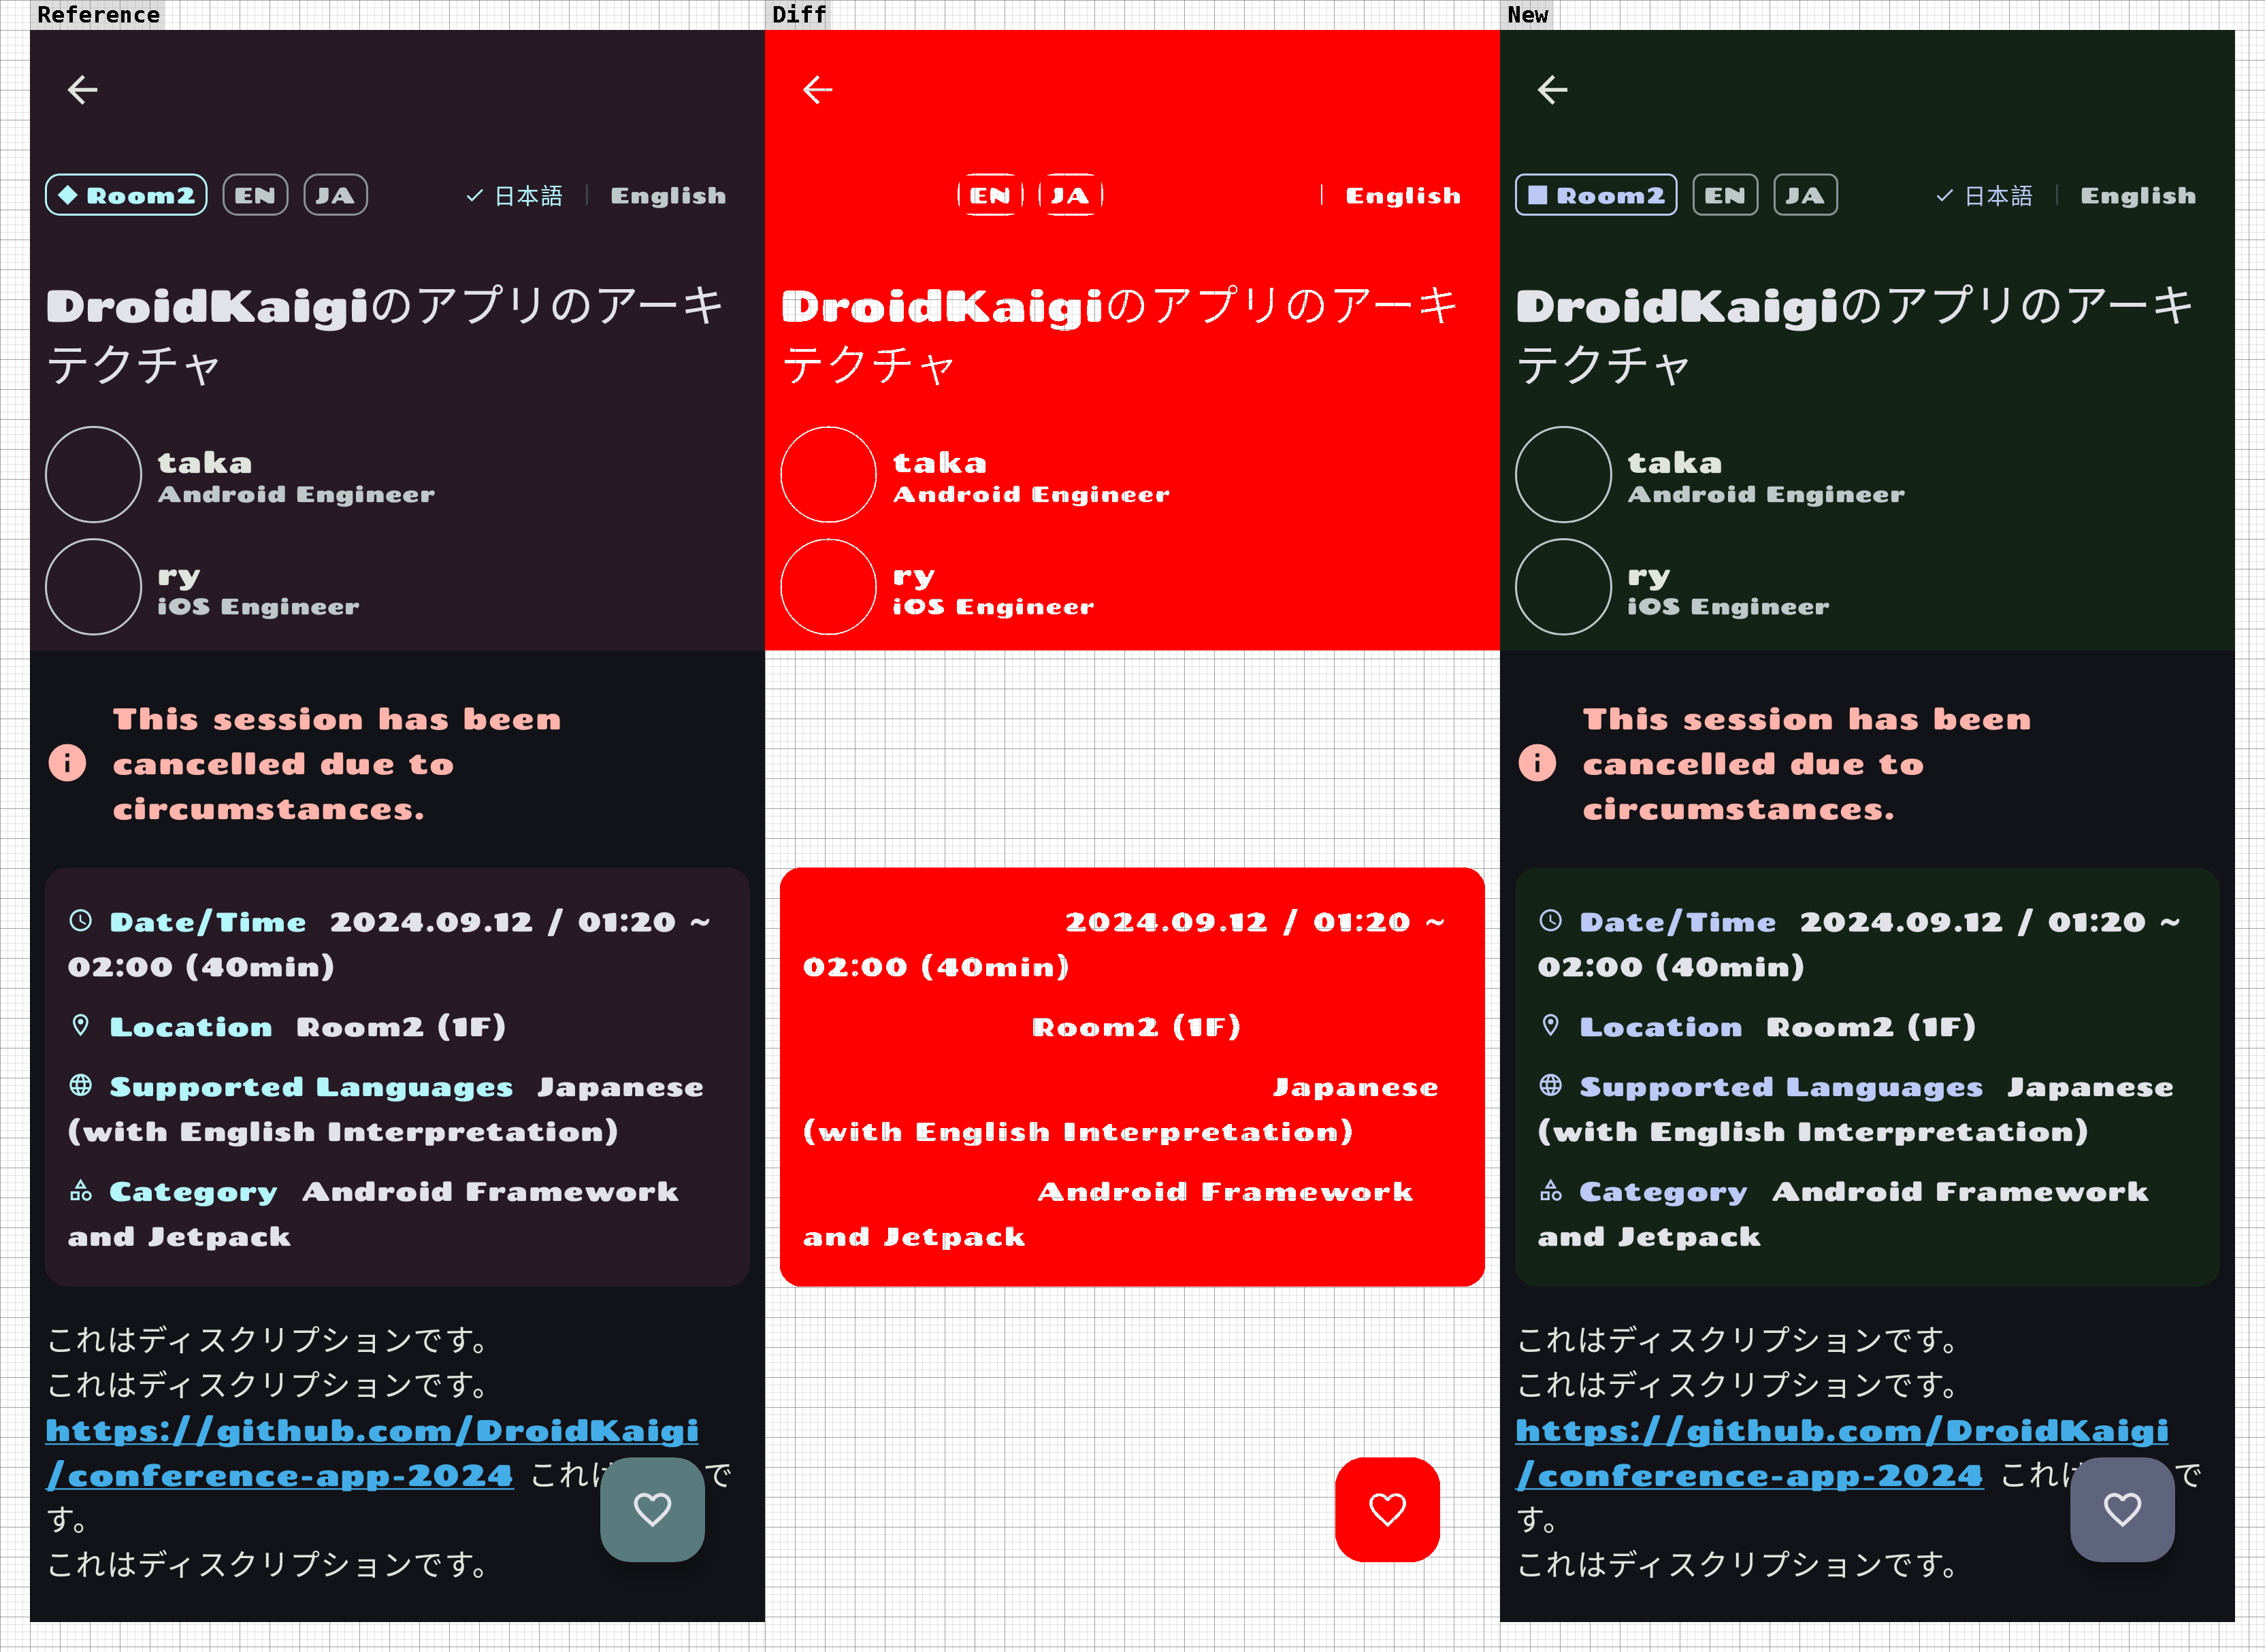 Reference
Room2 EN JA 日本語 English
DroidKaigiのアプリのアーキ
テクチャ
taka
Android Engineer
ry
iOS Engineer
This session has been
cancelled due to
circumstances.
Date/Time 2024.09.12 / 01:20 ~
02:00 (40min)
Location Room2 (1F)
Supported Languages Japanese
(with English Interpretation)
Category Android Framework
and Jetpack
これはディスクリプションです。
これはディスクリプションです。
https://github.com/DroidKaigi
/conference-app-2024 これは で
す。
これはディスクリプションです。
Diff
EN JA English
DroidKaigiのアプリのアーキ
テクチャ
taka
Android Engineer
ry
iOS Engineer
2024.09.12 / 01:20 ~
02:00 (40min)
Room2 (1F)
Japanese
(with English Interpretation)
Android Framework
and Jetpack
New
Room2 EN JA 日本語 English
DroidKaigiのアプリのアーキ
テクチャ
taka
Android Engineer
ry
iOS Engineer
This session has been
cancelled due to
circumstances.
Date/Time 2024.09.12 / 01:20 ~
02:00 (40min)
Location Room2 (1F)
Supported Languages Japanese
(with English Interpretation)
Category Android Framework
and Jetpack
これはディスクリプションです。
これはディスクリプションです。
https://github.com/DroidKaigi
/conference-app-2024 これは で
す。
これはディスクリプションです。